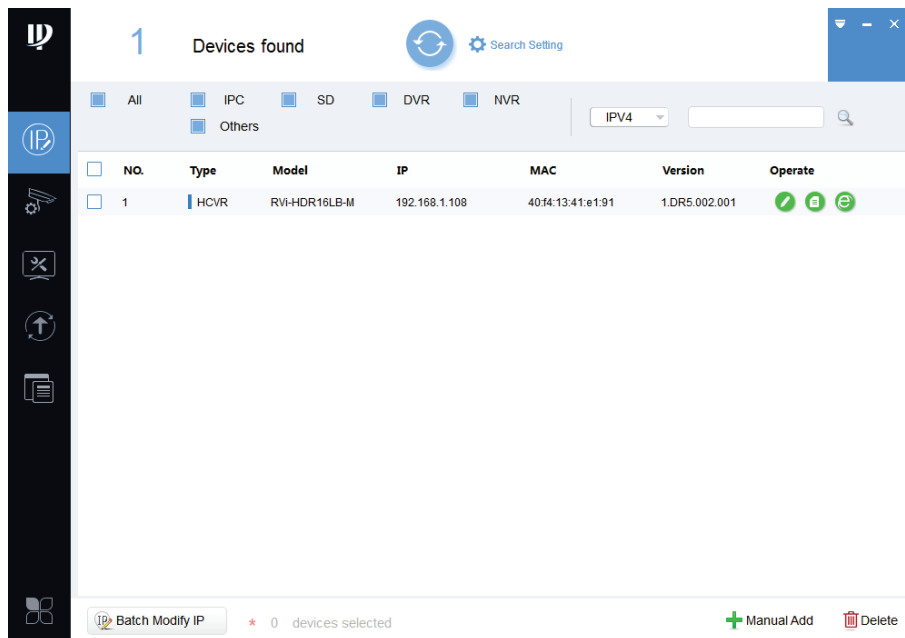 1 Devices found
Search Setting
All IPC SD DVR NVR
Others
IPV4
NO. Type Model IP MAC Version Operate
1 HCVR RVi-HDR16LB-M 192.168.1.108 40:f4:13:41:e1:91 1.DR5.002.001
IP Batch Modify IP * 0 devices selected Manual Add Delete